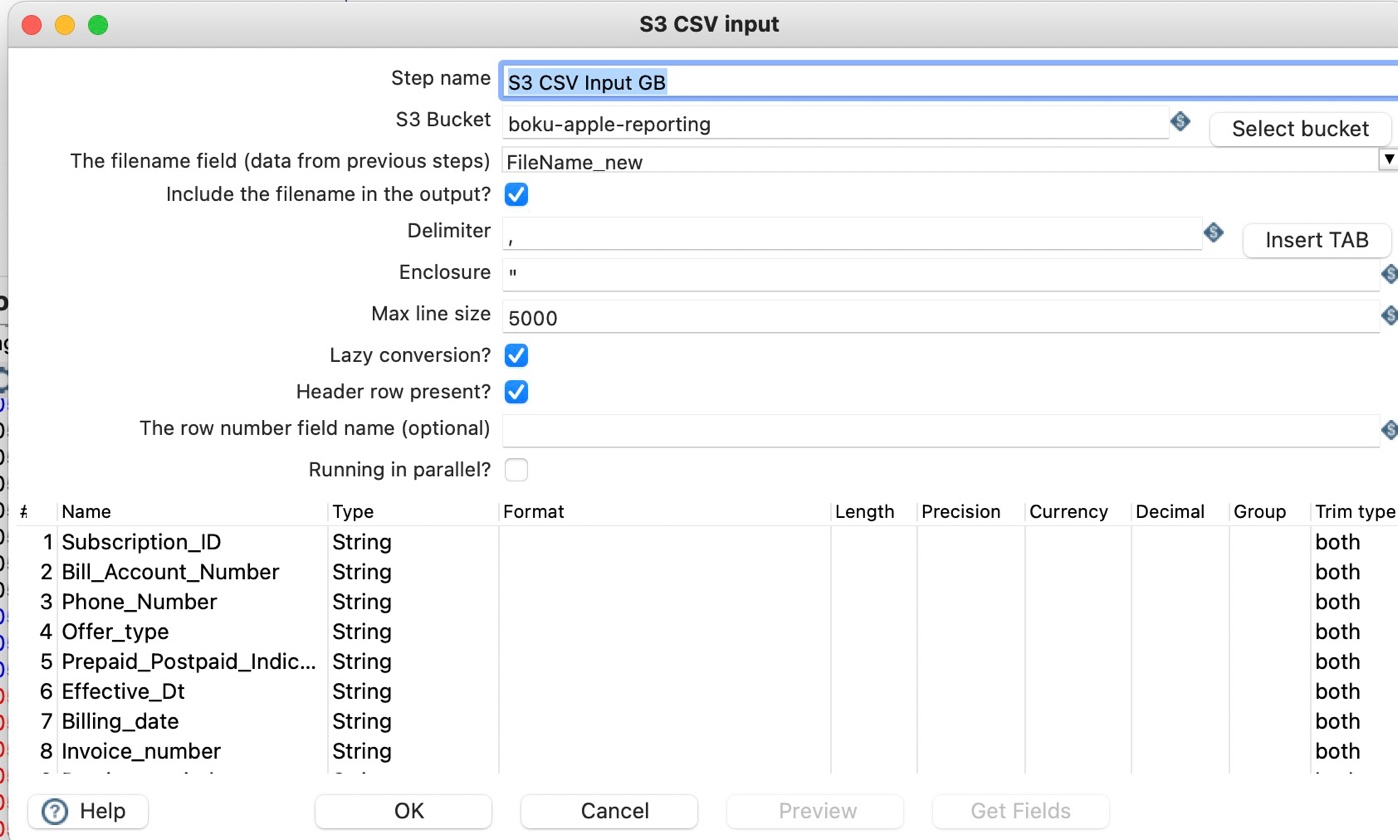 S3 CSV input
Step name S3 CSV Input GB
S3 Bucket boku-apple-reporting Select bucket
The filename field (data from previous steps) FileName_new
Include the filename in the output?
Delimiter , Insert TAB
Enclosure "
Max line size 5000
Lazy conversion?
Header row present?
The row number field name (optional)
Running in parallel?
# Name Type Format Length Precision Currency Decimal Group Trim type
1 Subscription_ID String both
2 Bill_Account_Number String both
3 Phone_Number String both
4 Offer_type String both
5 Prepaid_Postpaid_Indic... String both
6 Effective_Dt String both
7 Billing_date String both
8 Invoice_number String both
? Help OK Cancel Preview Get Fields